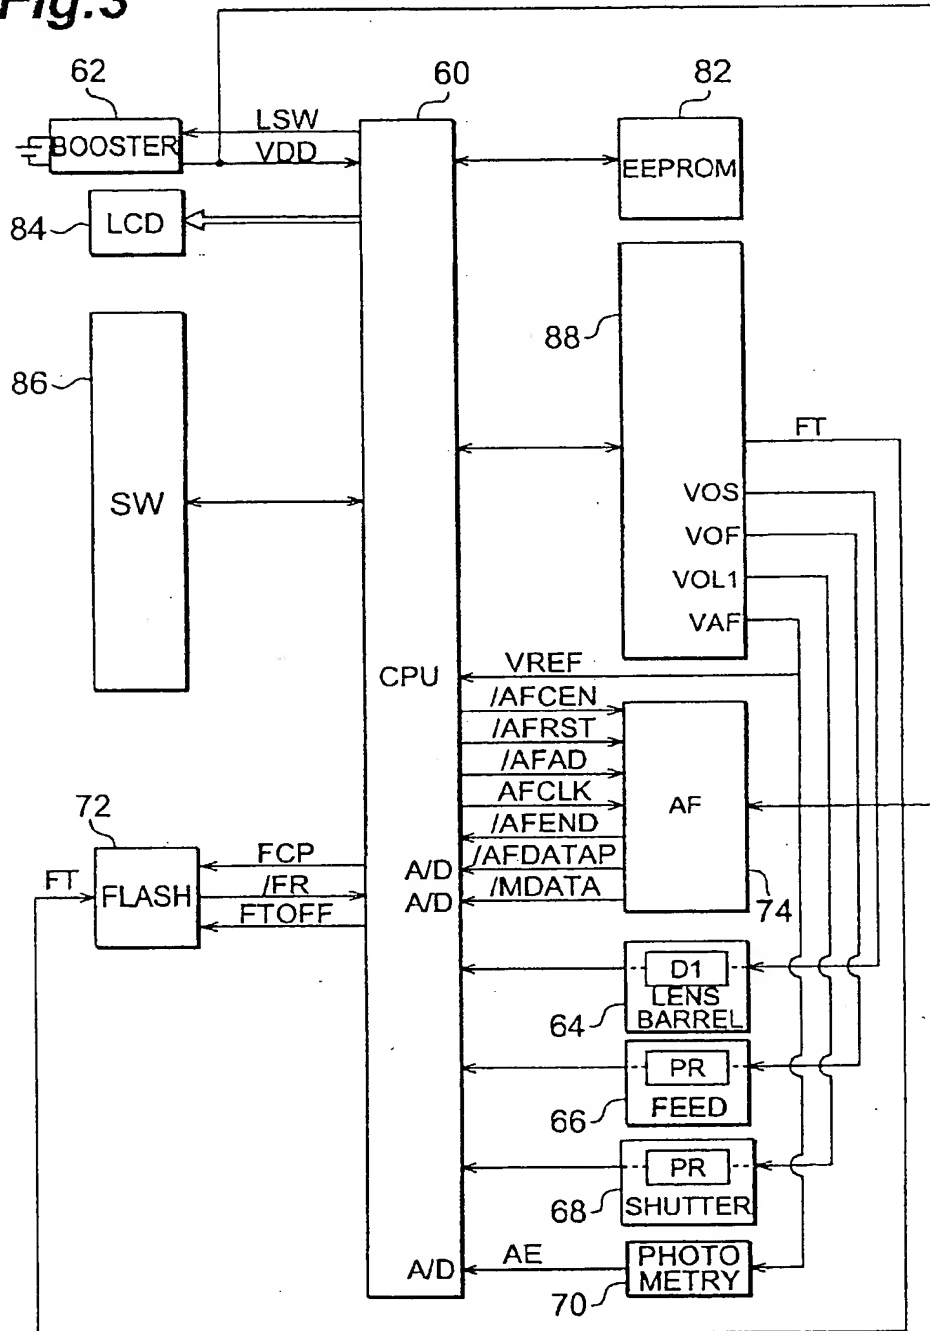 Fig.3
62
60
82
BOOSTER
LSW
VDD
EEPROM
84
LCD
88
86
SW
FT
VOS
VOF
VOL1
VAF
CPU
VREF
/AFCEN
/AFRST
/AFAD
AFCLK
/AFEND
/AFDATAP
/MDATA
A/D
A/D
AF
74
72
FT
FLASH
FCP
/FR
FTOFF
D1
LENS
BARREL
64
PR
FEED
66
PR
SHUTTER
68
A/D
AE
PHOTO
METRY
70